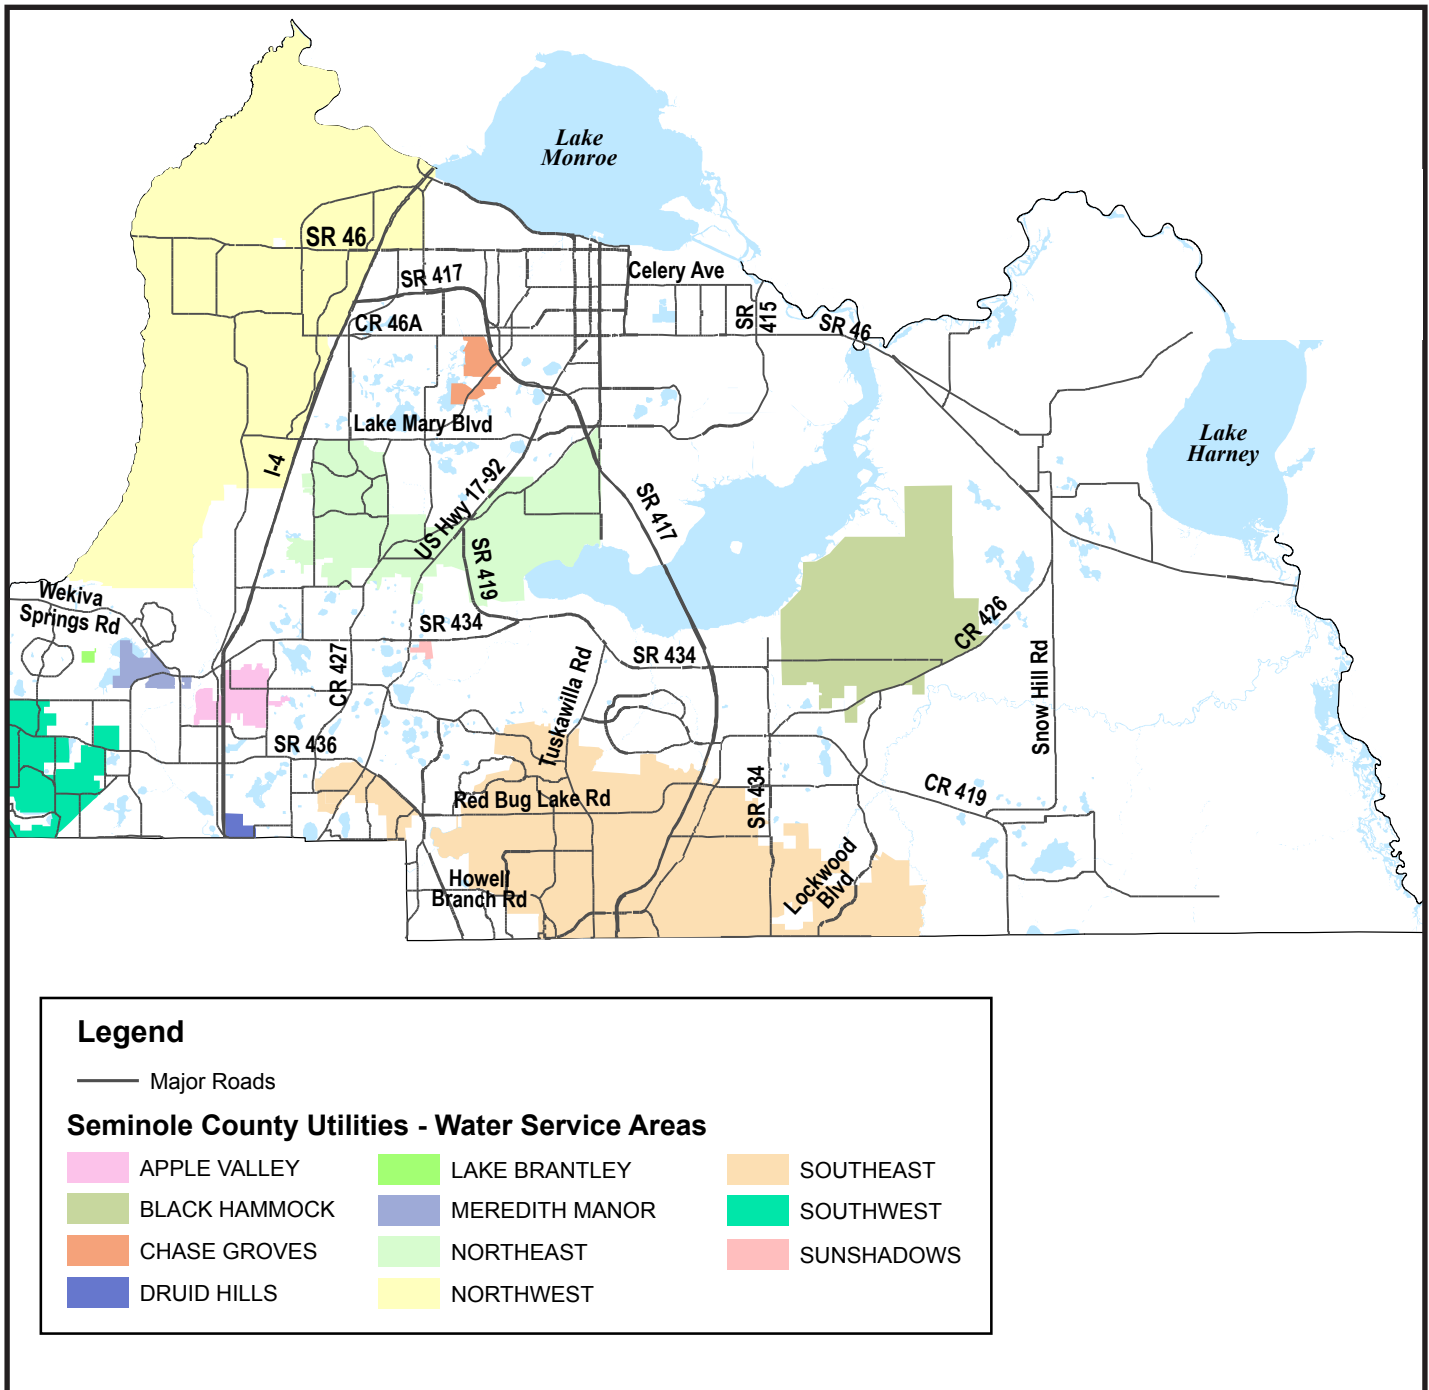 Lake
Monroe
SR 46
SR 417
Celery Ave
SR
415
CR 46A
SR 46
Lake Mary Blvd
Lake
Harney
I-4
US Hwy 17-92
SR 417
SR 419
Wekiva
Springs Rd
SR 434
CR 426
CR 427
Tuskawilla Rd
SR 434
Snow Hill Rd
SR 436
SR 434
CR 419
Red Bug Lake Rd
Lockwood
Blvd
Howell
Branch Rd
Legend
Major Roads
Seminole County Utilities - Water Service Areas
APPLE VALLEY
BLACK HAMMOCK
CHASE GROVES
DRUID HILLS
LAKE BRANTLEY
MEREDITH MANOR
NORTHEAST
NORTHWEST
SOUTHEAST
SOUTHWEST
SUNSHADOWS